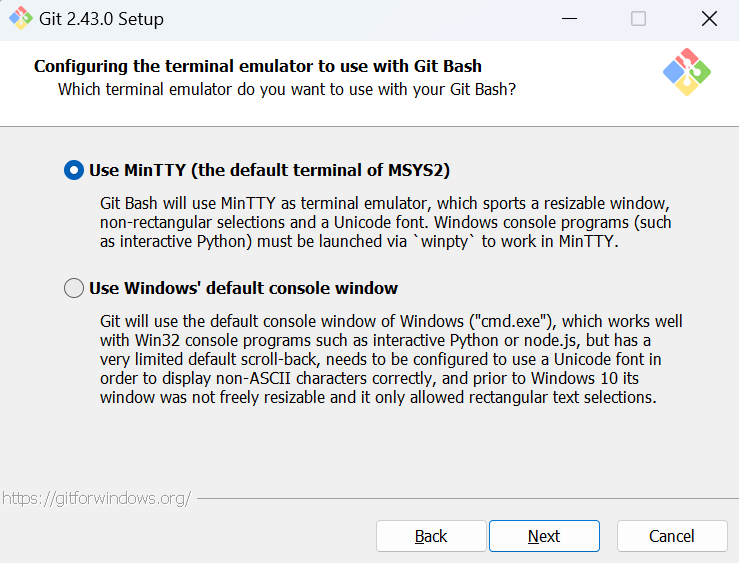 Git 2.43.0 Setup
Configuring the terminal emulator to use with Git Bash
Which terminal emulator do you want to use with your Git Bash?
Use MinTTY (the default terminal of MSYS2)
Git Bash will use MinTTY as terminal emulator, which sports a resizable window,
non-rectangular selections and a Unicode font. Windows console programs (such
as interactive Python) must be launched via `winpty` to work in MinTTY.
Use Windows' default console window
Git will use the default console window of Windows ("cmd.exe"), which works well
with Win32 console programs such as interactive Python or node.js, but has a
very limited default scroll-back, needs to be configured to use a Unicode font in
order to display non-ASCII characters correctly, and prior to Windows 10 its
window was not freely resizable and it only allowed rectangular text selections.
https://gitforwindows.org/
Back
Next
Cancel